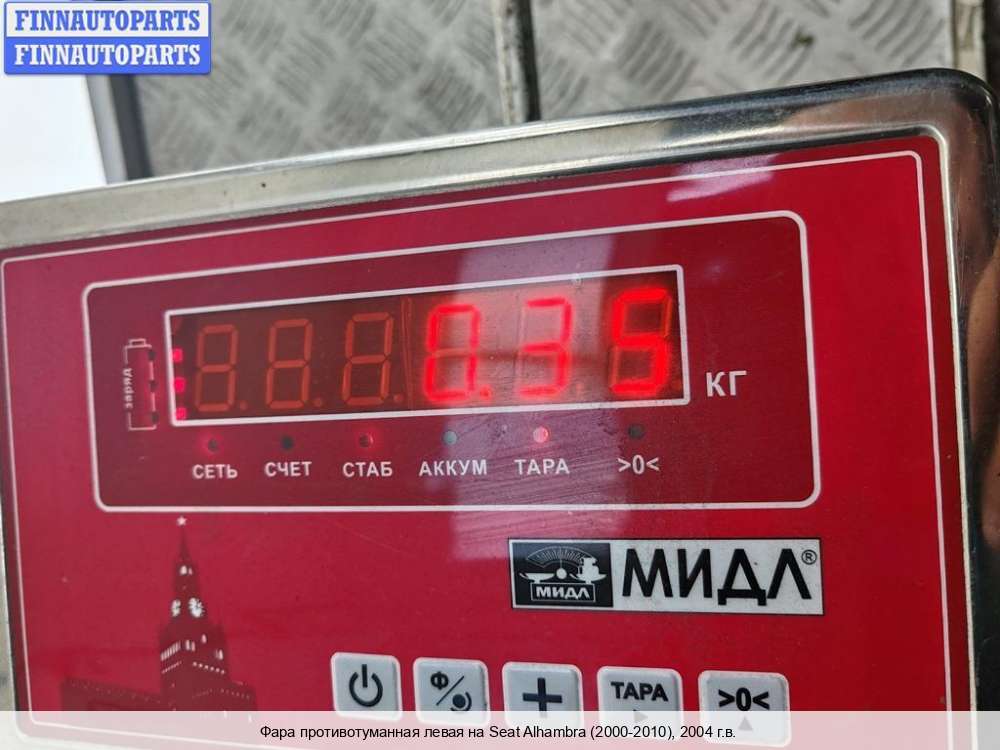 FINNAUTOPARTS
FINNAUTOPARTS
заряд
0.35 КГ
СЕТЬ СЧЕТ СТАБ АККУМ ТАРА >0<
МИДЛ МИДЛ®
Ф ТАРА >0<
Фара противотуманная левая на Seat Alhambra (2000-2010), 2004 г.в.